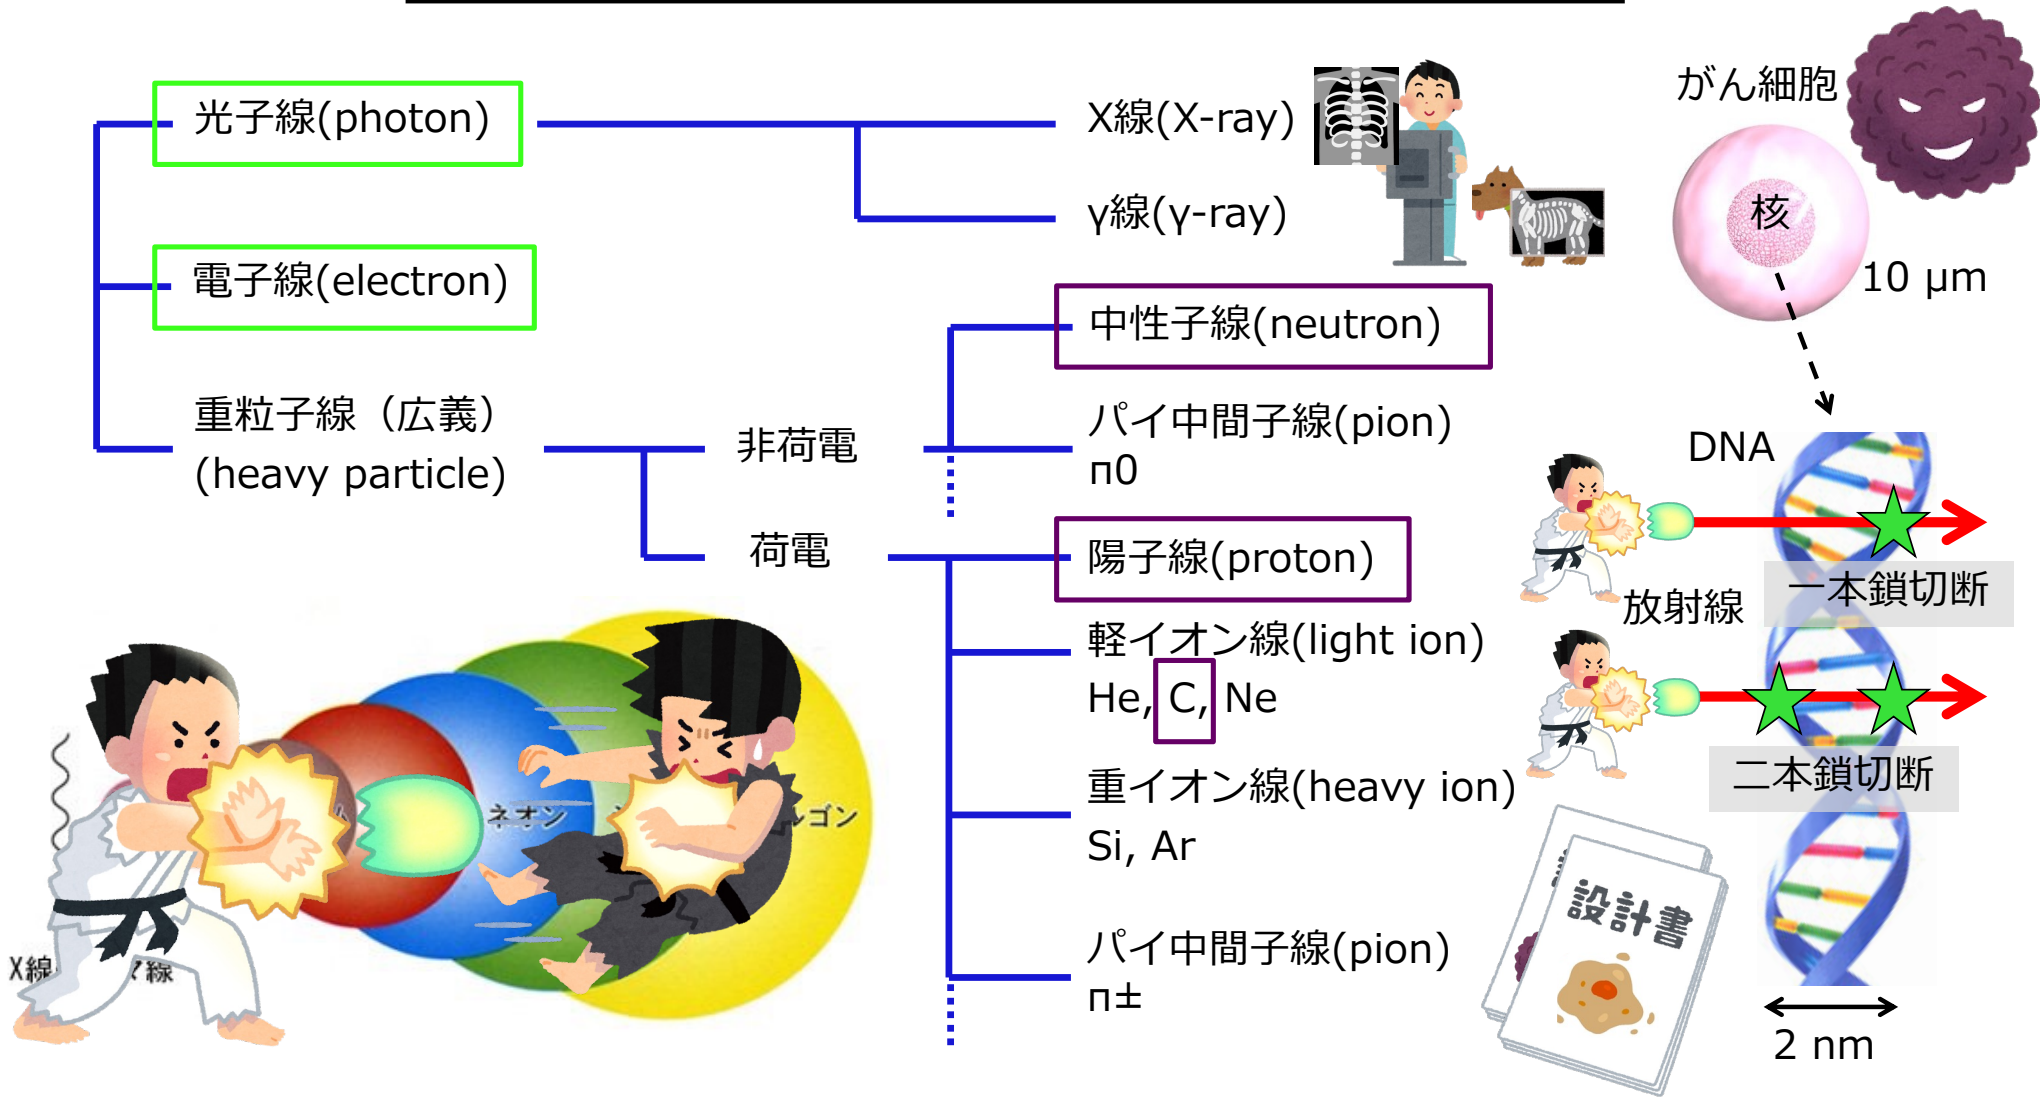 光子線(photon)
X線(X-ray)
γ線(γ-ray)
電子線(electron)
重粒子線（広義）
(heavy particle)
非荷電
荷電
中性子線(neutron)
パイ中間子線(pion)
π0
陽子線(proton)
軽イオン線(light ion)
He, C, Ne
重イオン線(heavy ion)
Si, Ar
パイ中間子線(pion)
π±
がん細胞
核
10 μm
DNA
一本鎖切断
放射線
二本鎖切断
設計書
2 nm
X線
マ線
ネオン
ルゴン